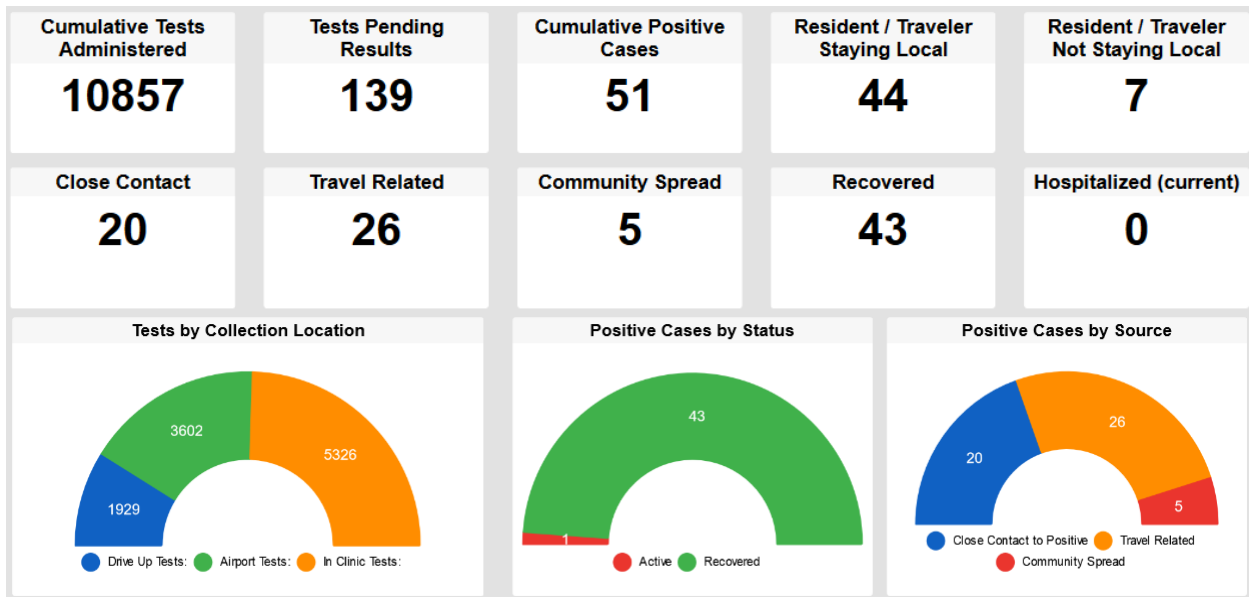 Cumulative Tests
Administered
10857
Tests Pending
Results
139
Cumulative Positive
Cases
51
Resident / Traveler
Staying Local
44
Resident / Traveler
Not Staying Local
7
Close Contact
20
Travel Related
26
Community Spread
5
Recovered
43
Hospitalized (current)
0
Tests by Collection Location
1929
3602
5326
Drive Up Tests: Airport Tests: In Clinic Tests:
Positive Cases by Status
43
1
Active Recovered
Positive Cases by Source
20
26
5
Close Contact to Positive Travel Related
Community Spread